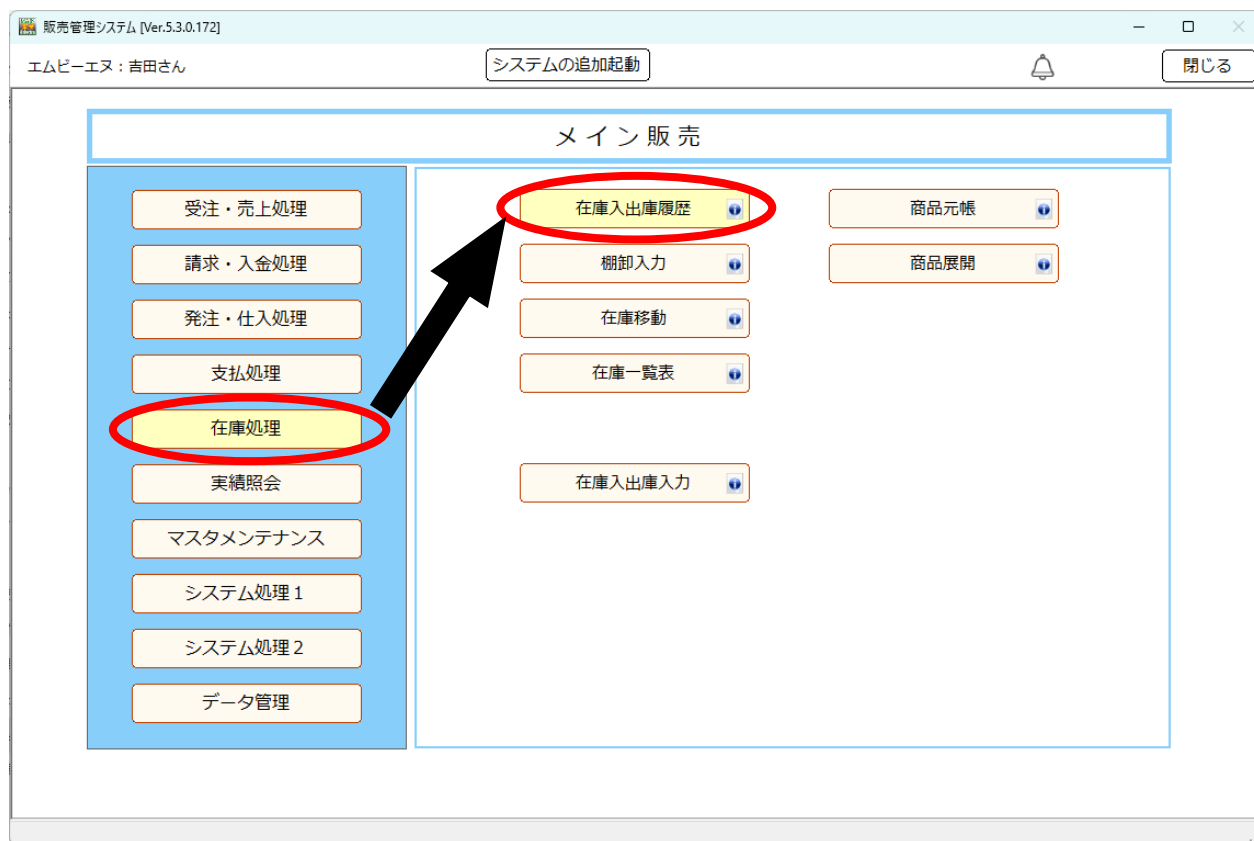 販売管理システム [Ver.5.3.0.172]
エムビーエヌ：吉田さん
システムの追加起動
閉じる
メイン販売
受注・売上処理
請求・入金処理
発注・仕入処理
支払処理
在庫処理
実績照会
マスタメンテナンス
システム処理１
システム処理２
データ管理
在庫入出庫履歴
棚卸入力
在庫移動
在庫一覧表
在庫入出庫入力
商品元帳
商品展開